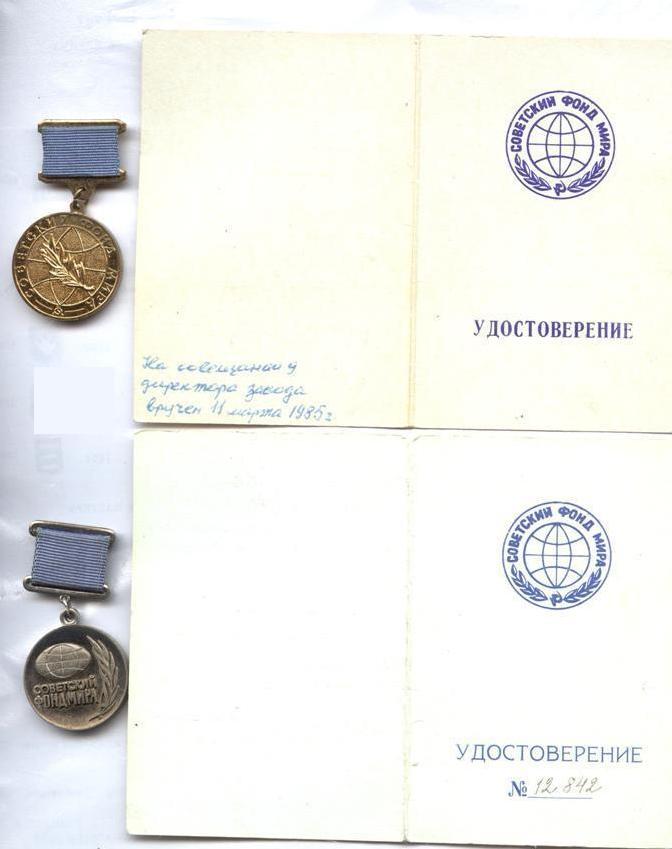 СОВЕТСКИЙ ФОНД МИРА
УДОСТОВЕРЕНИЕ
СОВЕТСКИЙ ФОНД МИРА
На совещании у
директора завода
вручен 11 марта 1985 г
СОВЕТСКИЙ ФОНД МИРА
СОВЕТСКИЙ
ФОНД МИРА
УДОСТОВЕРЕНИЕ
№ 12 842